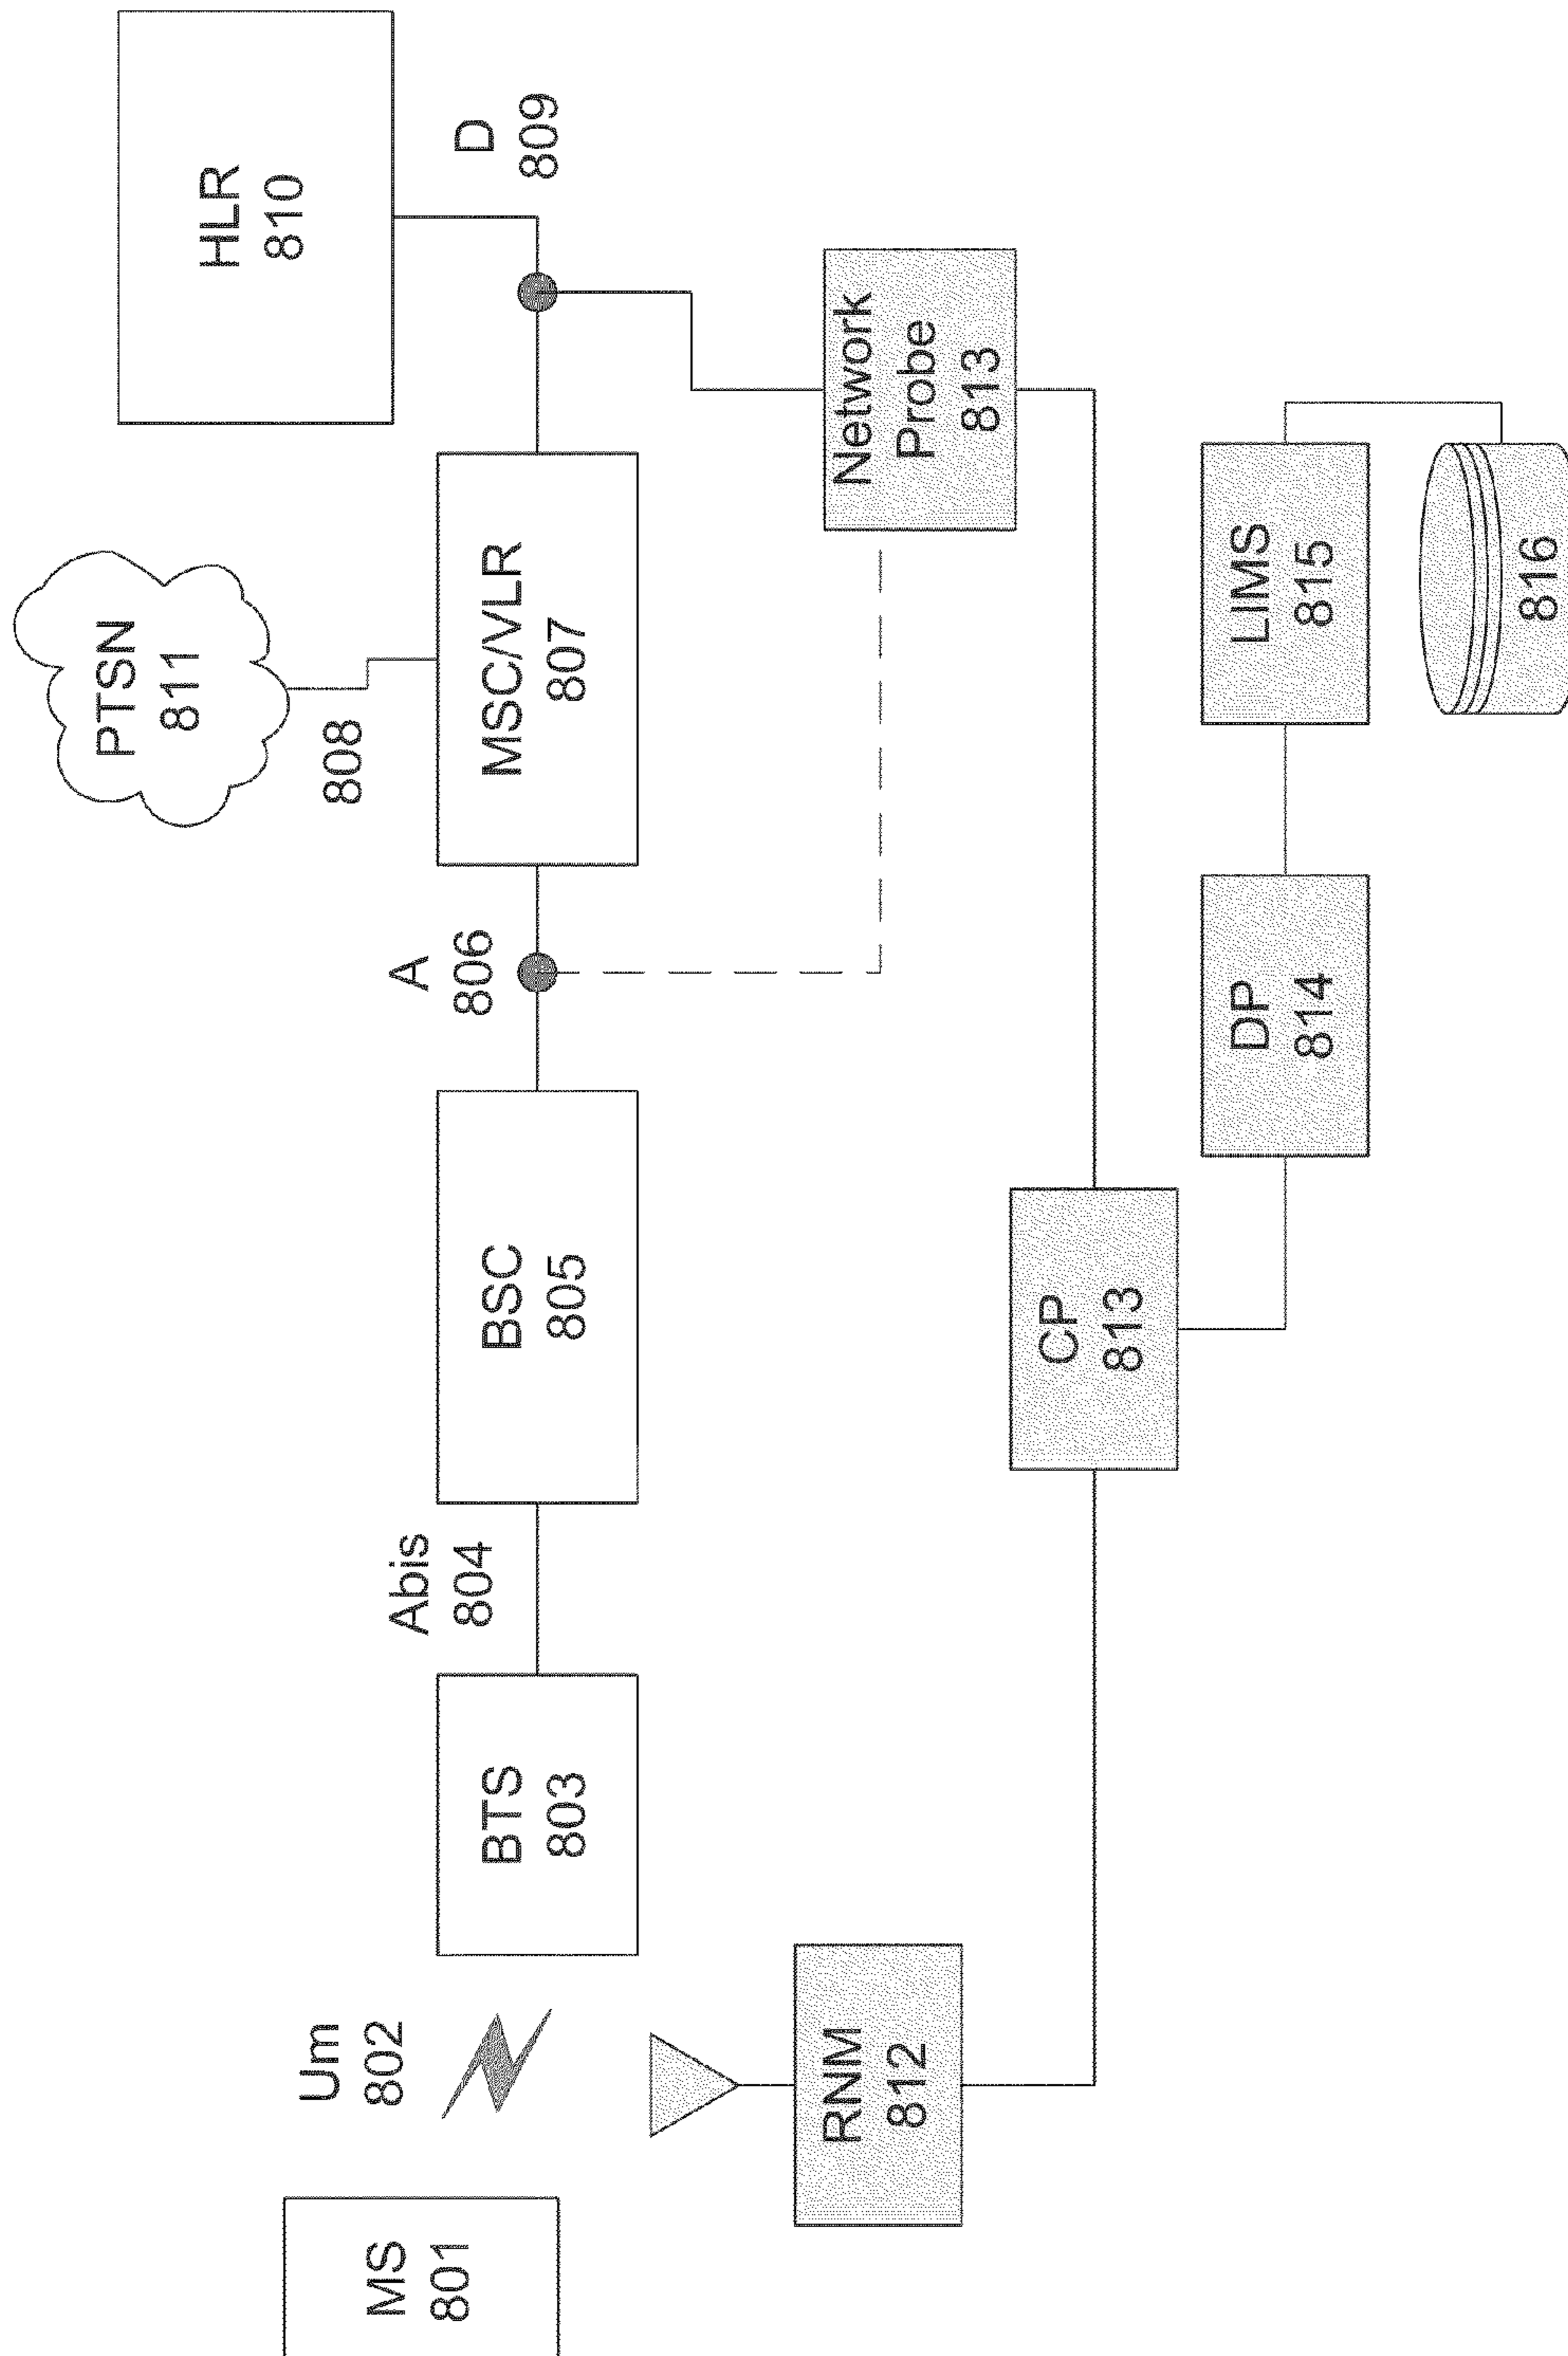 MS
801
Um
802
BTS
803
Abis
804
BSC
805
A
806
MSC/VLR
807
808
PTSN
811
D
809
HLR
810
RNM
812
CP
813
Network
Probe
813
DP
814
LIMS
815
816